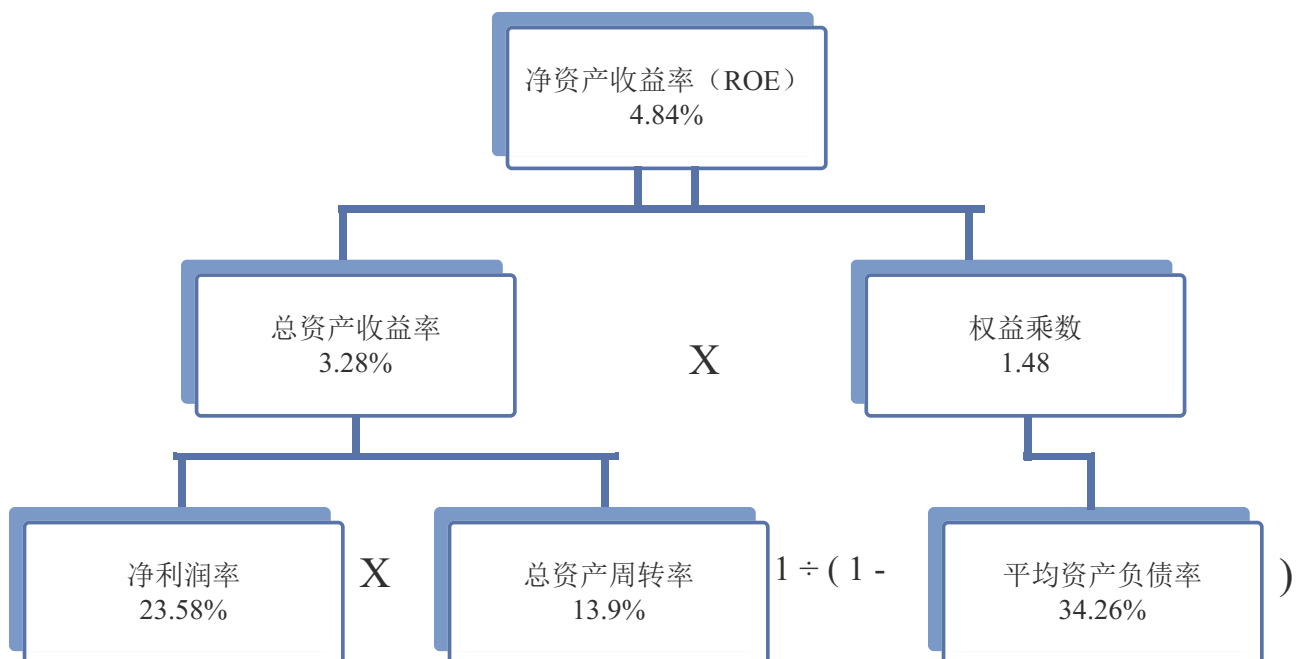 净资产收益率（ROE）
4.84%
总资产收益率
3.28%
X
权益乘数
1.48
净利润率
23.58%
X
总资产周转率
13.9%
1 ÷ ( 1 -
平均资产负债率
34.26%
)